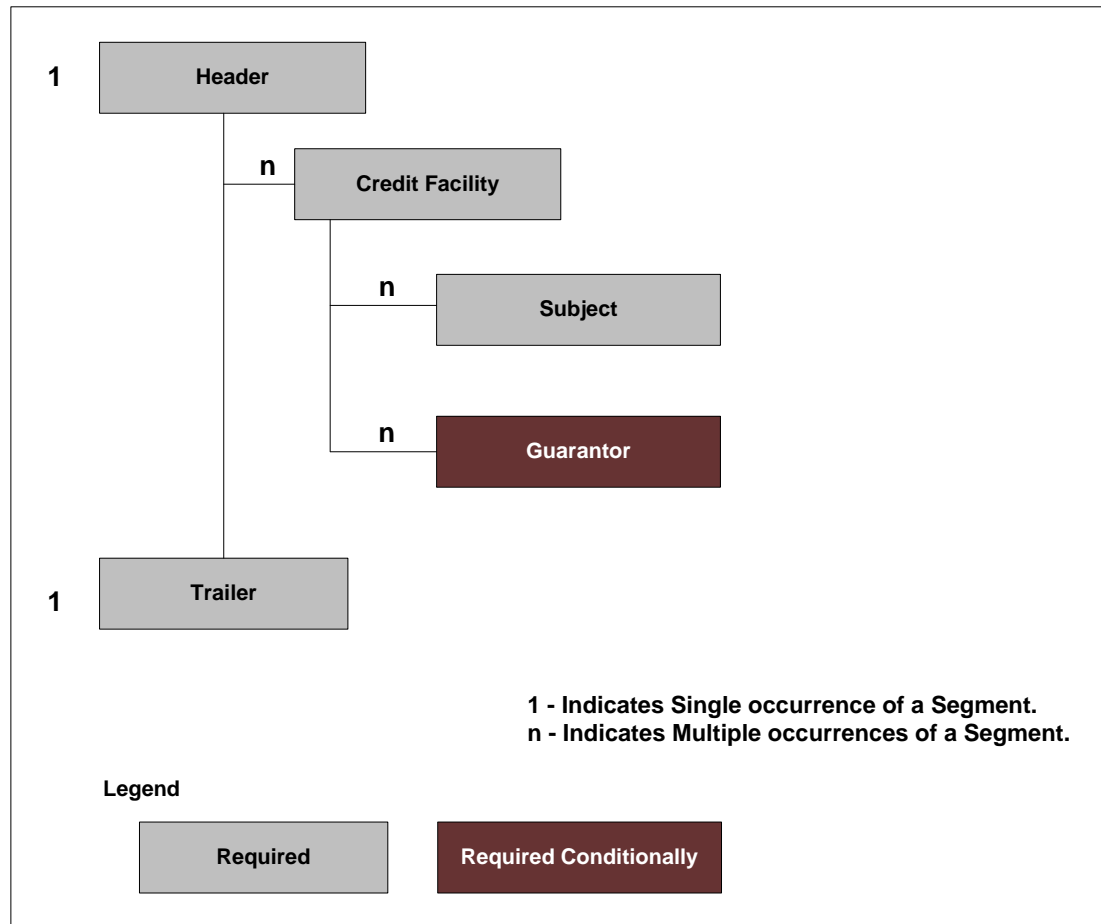 1
Header
n
Credit Facility
n
Subject
n
Guarantor
Trailer
1
1 - Indicates Single occurrence of a Segment.
n - Indicates Multiple occurrences of a Segment.
Legend
Required
Required Conditionally